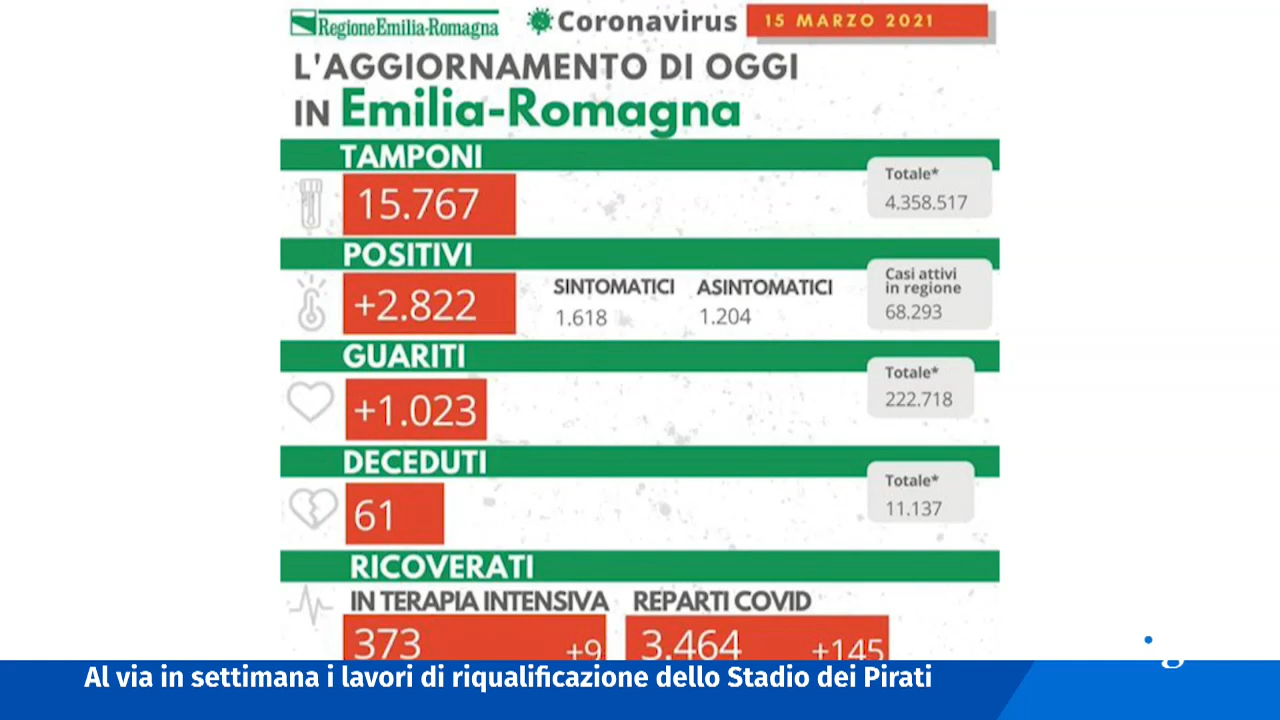 RegioneEmilia-Romagna
Coronavirus
15 MARZO 2021
L'AGGIORNAMENTO DI OGGI
IN Emilia-Romagna
TAMPONI
15.767
Totale*
4.358.517
POSITIVI
+2.822
SINTOMATICI
1.618
ASINTOMATICI
1.204
Casi attivi
in regione
68.293
GUARITI
+1.023
Totale*
222.718
DECEDUTI
61
Totale*
11.137
RICOVERATI
IN TERAPIA INTENSIVA
REPARTI COVID
373 +9
3.464 +145
Al via in settimana i lavori di riqualificazione dello Stadio dei Pirati